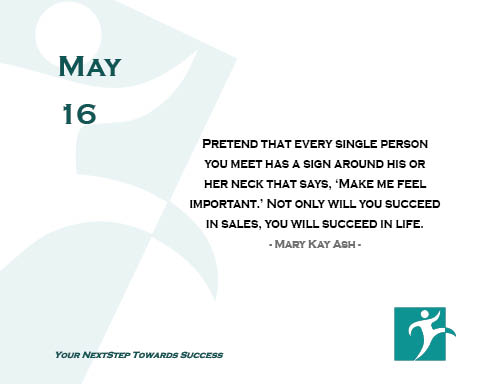 May
16
Pretend that every single person
you meet has a sign around his or
her neck that says, ‘Make me feel
important.’ Not only will you succeed
in sales, you will succeed in life.
- Mary Kay Ash -
Your NextStep Towards Success